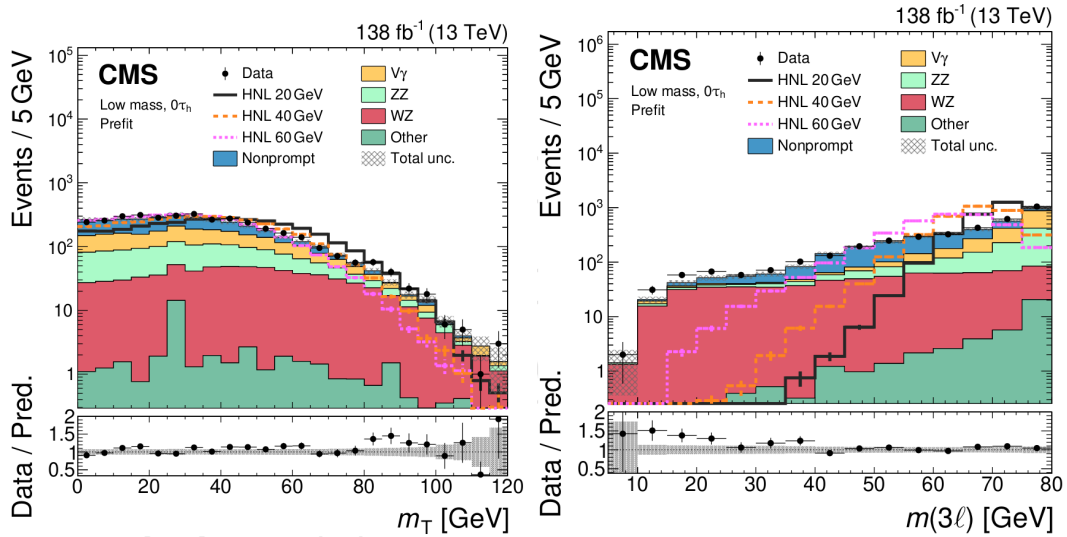 138 fb⁻¹ (13 TeV)
Events / 5 GeV
10⁵
10⁴
10³
10²
10
1
CMS
Low mass, 0τh
Prefit
Data
HNL 20 GeV
HNL 40 GeV
HNL 60 GeV
Nonprompt
Vγ
ZZ
WZ
Other
Total unc.
Data / Pred.
2
1.5
1
0.5
0 20 40 60 80 100 120
mT [GeV]
138 fb⁻¹ (13 TeV)
Events / 5 GeV
10⁶
10⁵
10⁴
10³
10²
10
1
CMS
Low mass, 0τh
Prefit
Data
HNL 20 GeV
HNL 40 GeV
HNL 60 GeV
Nonprompt
Vγ
ZZ
WZ
Other
Total unc.
Data / Pred.
2
1.5
1
0.5
10 20 30 40 50 60 70 80
m(3ℓ) [GeV]